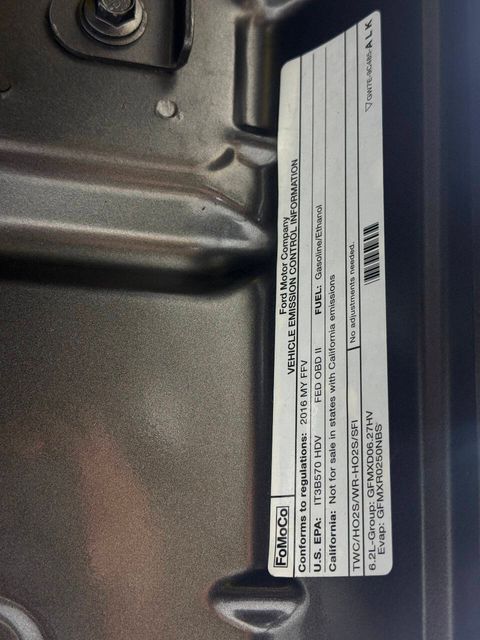 FoMoCo
Ford Motor Company
VEHICLE EMISSION CONTROL INFORMATION
Conforms to regulations: 2016 MY FFV
U.S. EPA: IT3B570 HDV FED OBD II FUEL: Gasoline/Ethanol
California: Not for sale in states with California emissions
TWC/HO2S/WR-HO2S/SFI No adjustments needed.
6.2L-Group: GFMXD06.27HV
Evap: GFMXR0250NBS
GW7E-9C485-ALK